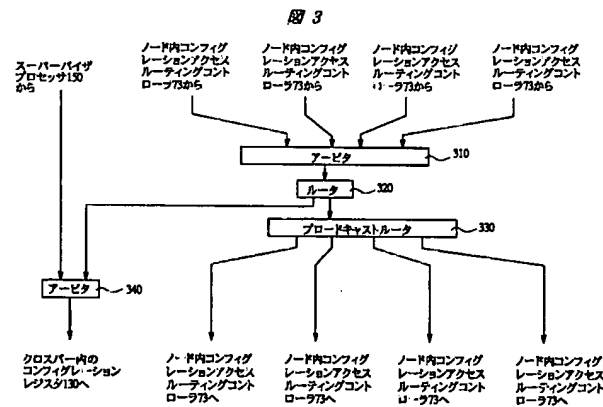 図 3
スーパーバイザ
プロセッサ150
から
ノード内コンフィグ
レーションアクセス
ルーティングコント
ローラ73から
ノード内コンフィグ
レーションアクセス
ルーティングコント
ローラ73から
ノード内コンフィグ
レーションアクセス
ルーティングコント
ローラ73から
ノード内コンフィグ
レーションアクセス
ルーティングコント
ローラ73から
アービタ
310
ルータ
320
ブロードキャストルータ
330
アービタ
340
クロスバー内の
コンフィグレーション
レジスタ130へ
ノード内コンフィグ
レーションアクセス
ルーティングコント
ローラ73へ
ノード内コンフィグ
レーションアクセス
ルーティングコント
ローラ73へ
ノード内コンフィグ
レーションアクセス
ルーティングコント
ローラ73へ
ノード内コンフィグ
レーションアクセス
ルーティングコント
ローラ73へ